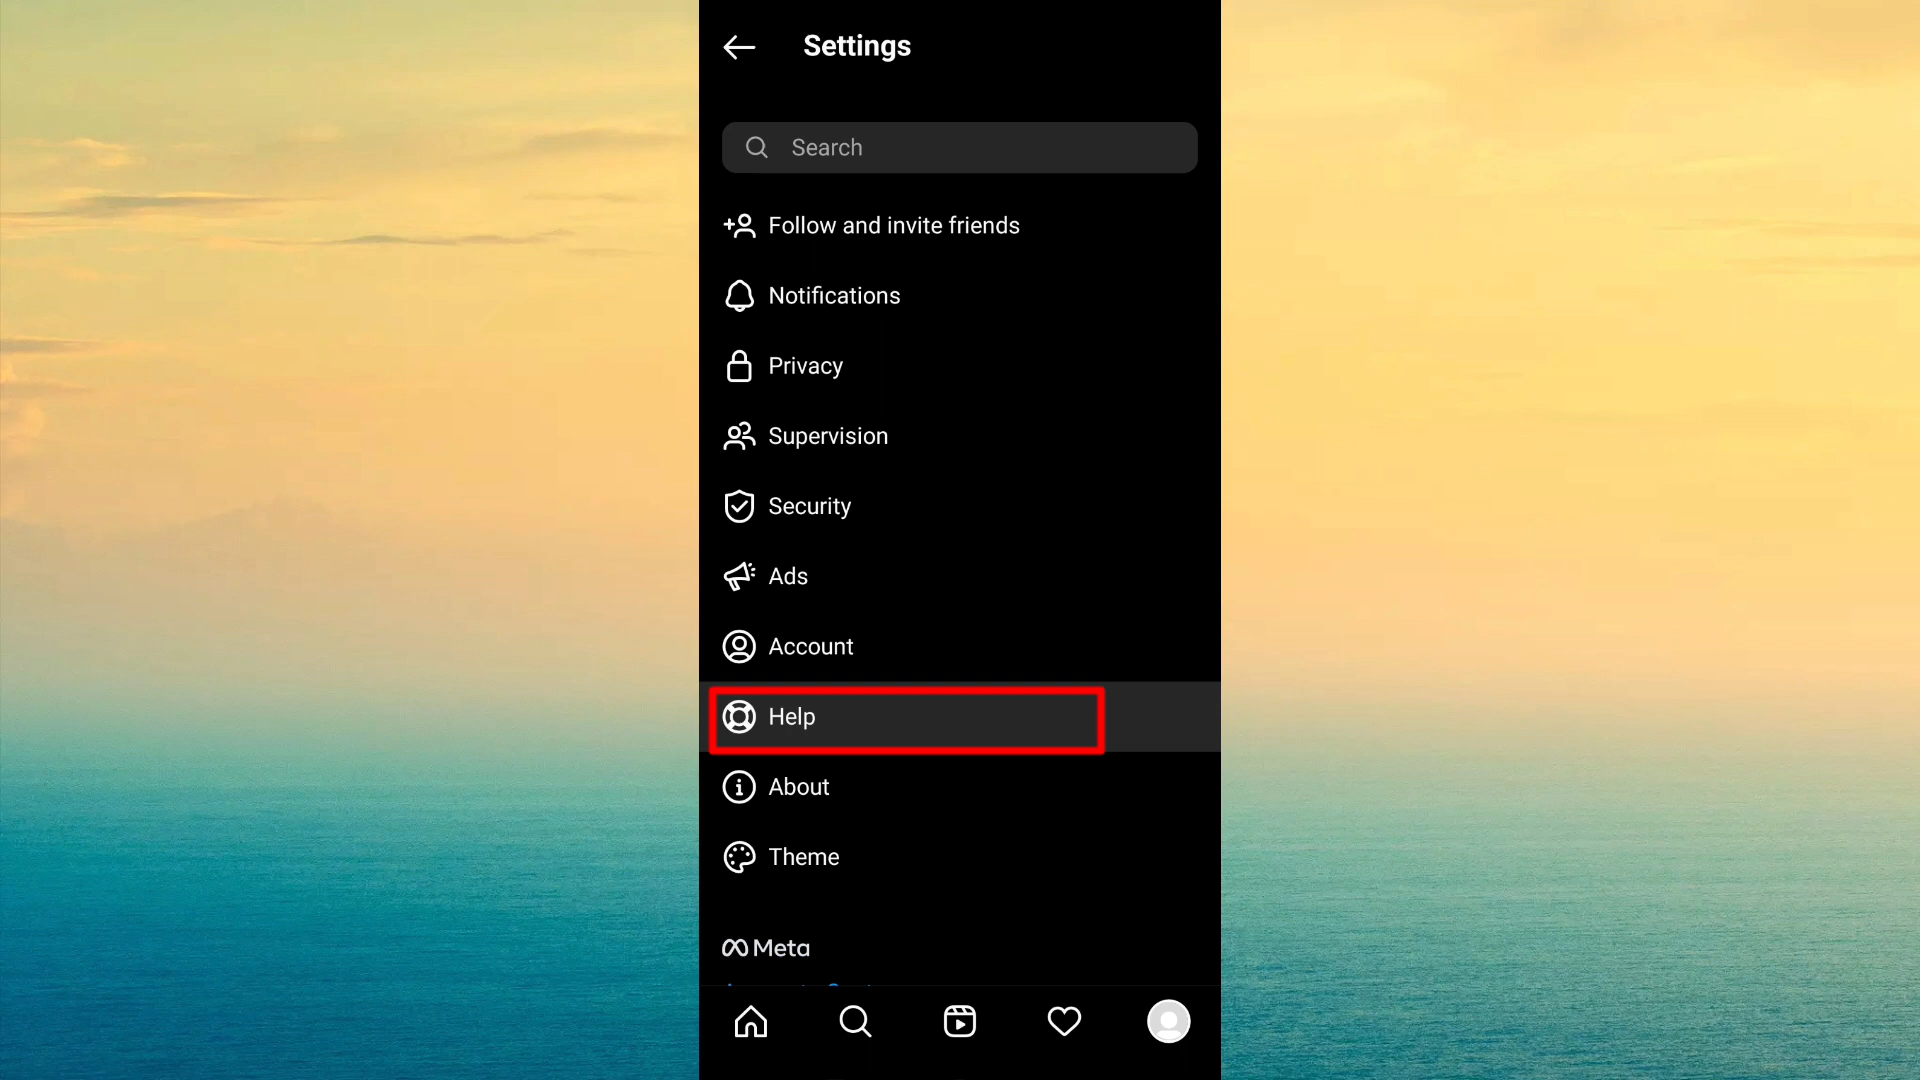 Settings
Search
Follow and invite friends
Notifications
Privacy
Supervision
Security
Ads
Account
Help
About
Theme
Meta